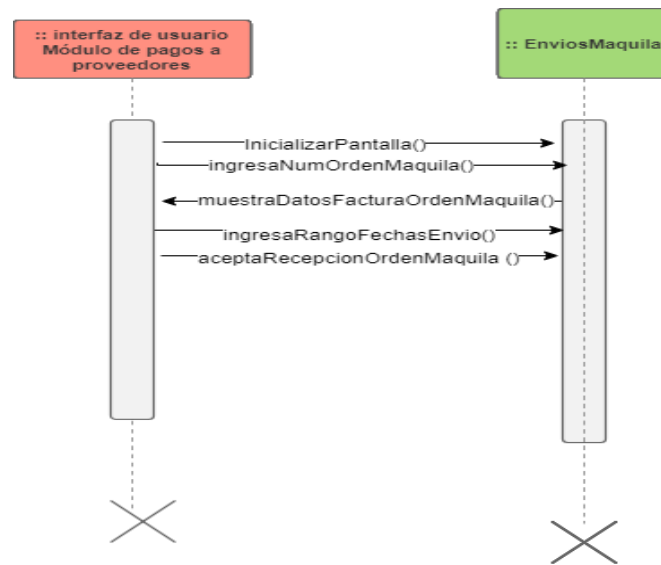 :: interfaz de usuario
Módulo de pagos a
proveedores
:: EnviosMaquila
InicializarPantalla()
ingresaNumOrdenMaquila()
muestraDatosFacturaOrdenMaquila()
ingresaRangoFechasEnvio()
aceptaRecepcionOrdenMaquila ()